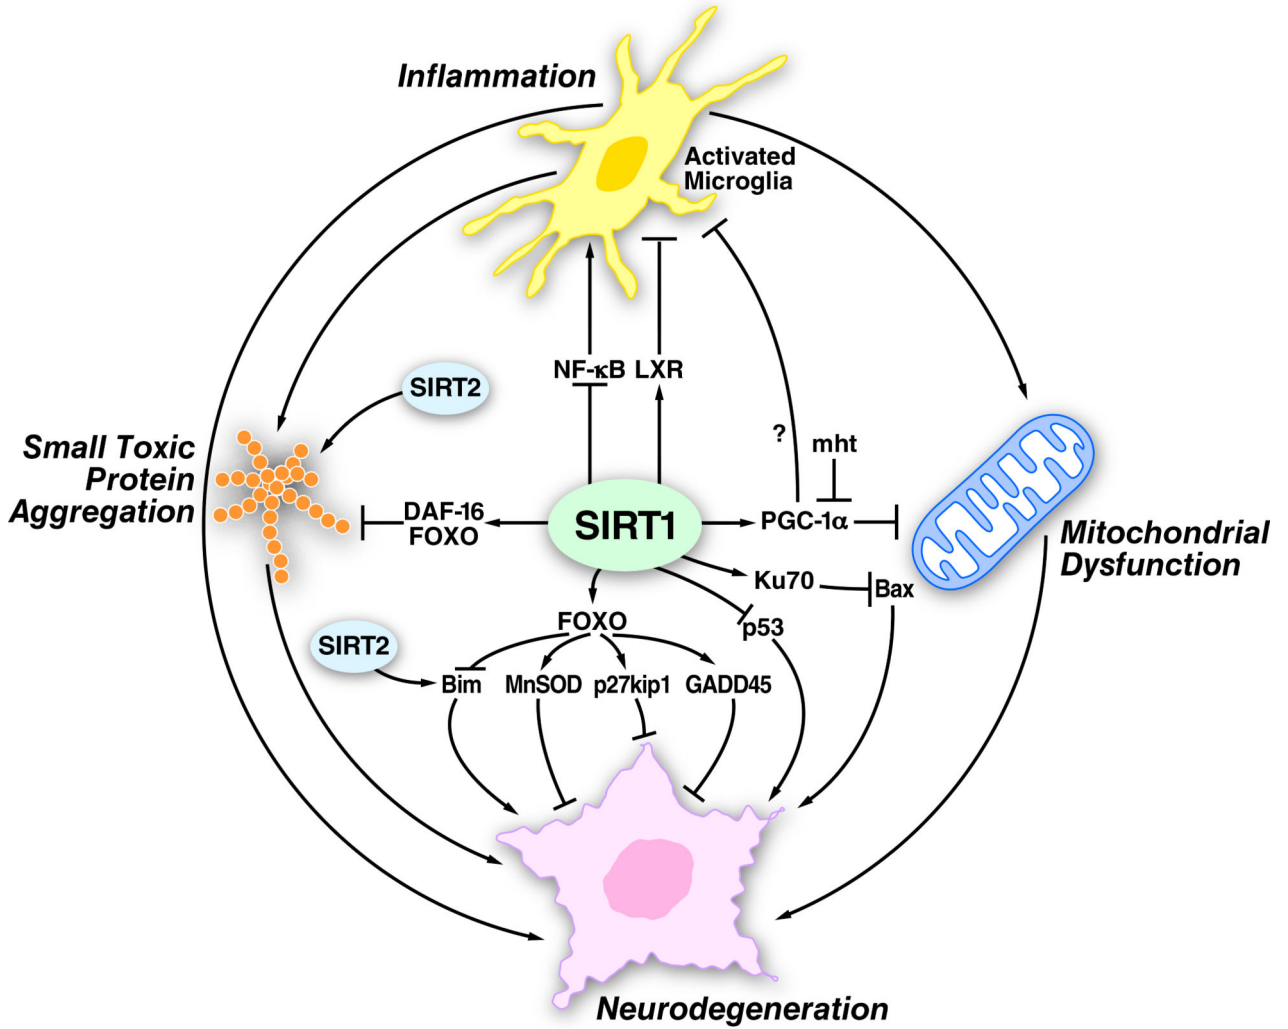 Inflammation
Activated
Microglia
NF-κB
LXR
SIRT2
?
mht
Small Toxic
Protein
Aggregation
DAF-16
FOXO
SIRT1
PGC-1α
Mitochondrial
Dysfunction
Ku70
Bax
FOXO
p53
SIRT2
Bim
MnSOD
p27kip1
GADD45
Neurodegeneration